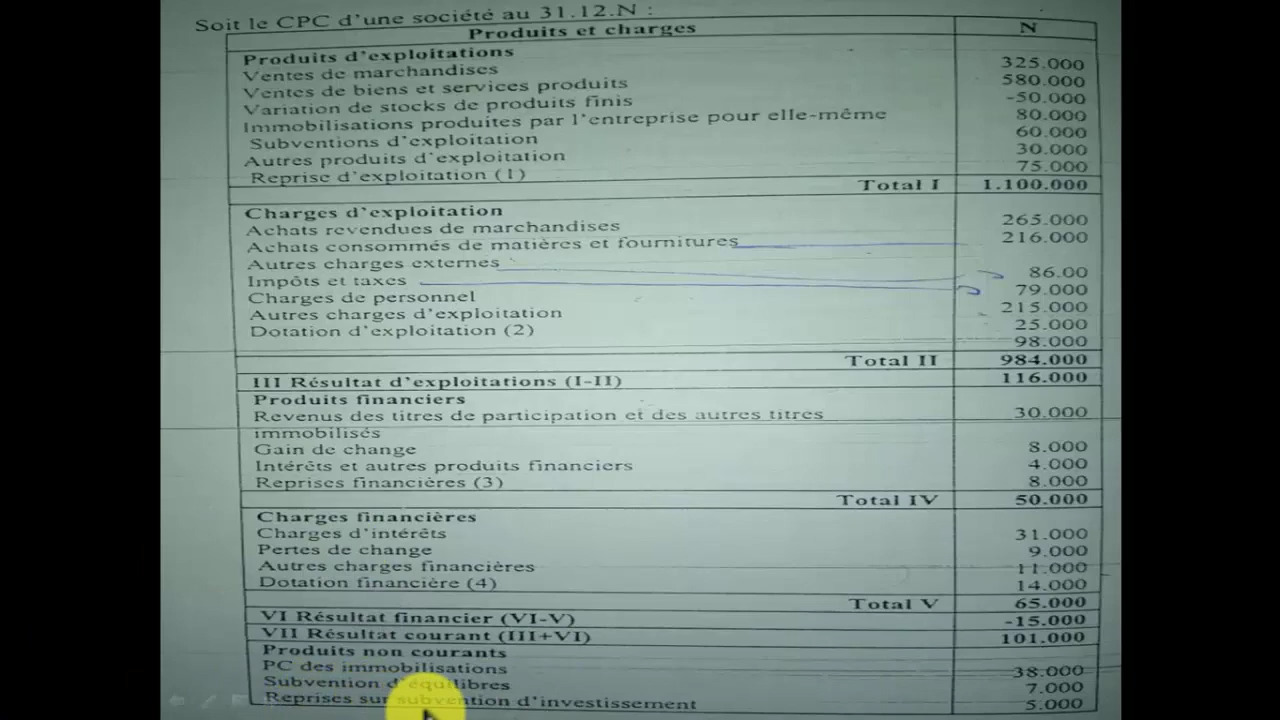 Soit le CPC d'une société au 31.12.N :
Produits et charges N
Produits d'exploitations
Ventes de marchandises 325.000
Ventes de biens et services produits 580.000
Variation de stocks de produits finis -50.000
Immobilisations produites par l'entreprise pour elle-même 80.000
Subventions d'exploitation 60.000
Autres produits d'exploitation 30.000
Reprise d'exploitation (1) 75.000
Total I 1.100.000
Charges d'exploitation
Achats revendues de marchandises 265.000
Achats consommés de matières et fournitures 216.000
Autres charges externes 86.00
Impôts et taxes 79.000
Charges de personnel 215.000
Autres charges d'exploitation 25.000
Dotation d'exploitation (2) 98.000
Total II 984.000
III Résultat d'exploitations (I-II) 116.000
Produits financiers
Revenus des titres de participation et des autres titres 30.000
immobilisés
Gain de change 8.000
Intérêts et autres produits financiers 4.000
Reprises financières (3) 8.000
Total IV 50.000
Charges financières
Charges d'intérêts 31.000
Pertes de change 9.000
Autres charges financières 11.000
Dotation financière (4) 14.000
Total V 65.000
VI Résultat financier (VI-V) -15.000
VII Résultat courant (III+VI) 101.000
Produits non courants
PC des immobilisations 38.000
Subvention d'équilibres 7.000
Reprises sur subvention d'investissement 5.000